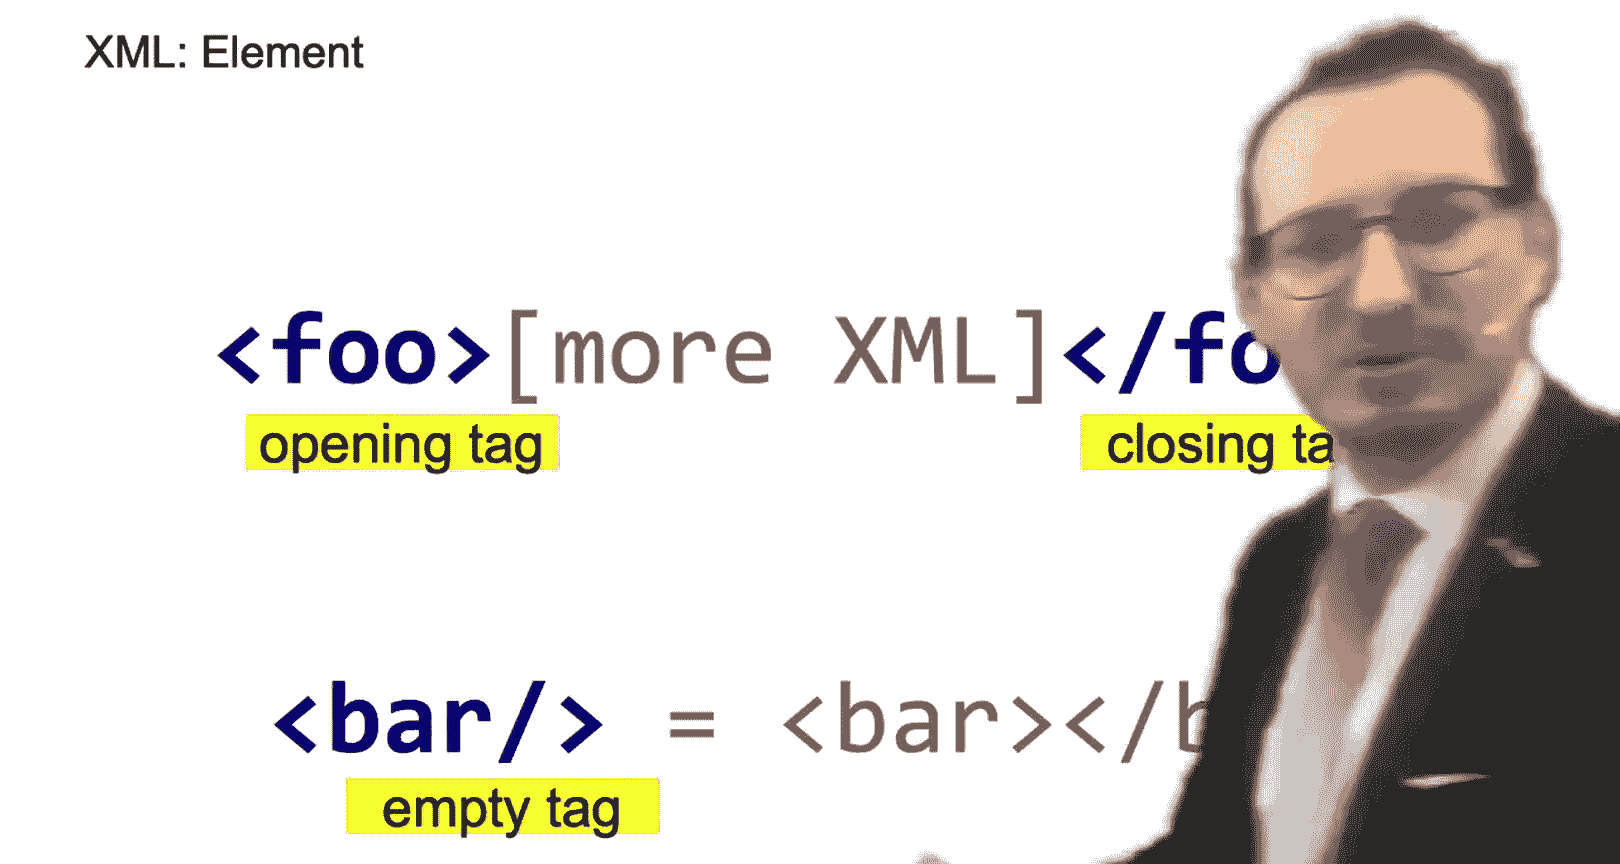 XML: Element
<foo>[more XML]</fo
opening tag closing ta
<bar/> = <bar></b
empty tag